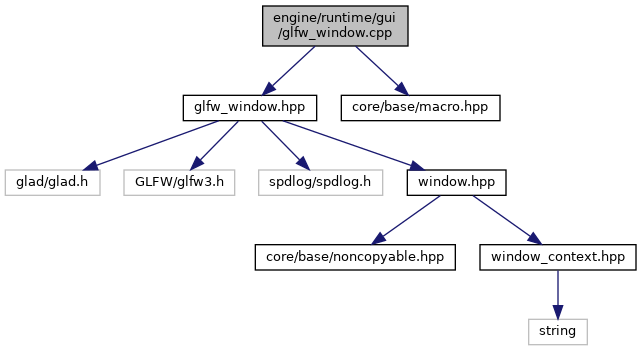 engine/runtime/gui
/glfw_window.cpp
glfw_window.hpp
core/base/macro.hpp
glad/glad.h
GLFW/glfw3.h
spdlog/spdlog.h
window.hpp
core/base/noncopyable.hpp
window_context.hpp
string